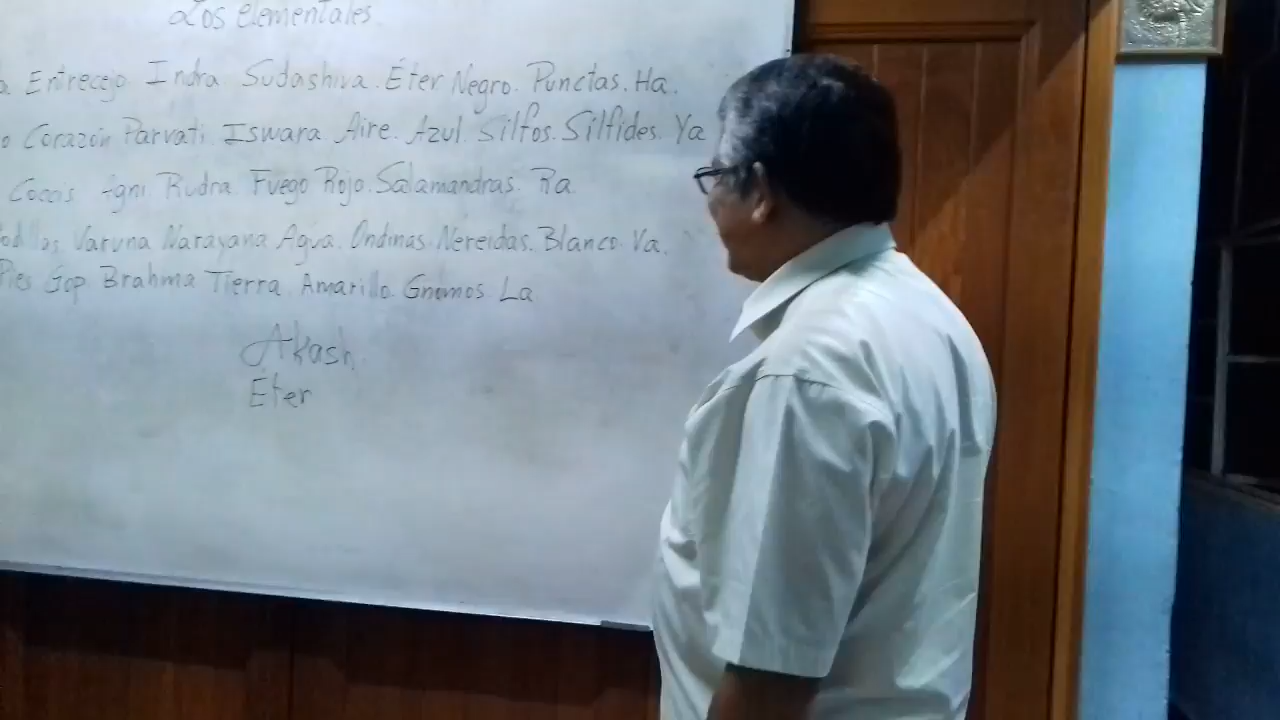 Los elementales.
Entrecejo Indra Sudashiva. Éter Negro. Punctas. Ha.
o Corazón Parvati. Iswara Aire. Azul. Silfos. Silfides. Ya
Agni. Rudra. Fuego Rojo. Salamandras. Ra.
Varuna Narayana Agua. Ondinas. Nereidas. Blanco. Va.
Pies Brahma Tierra. Amarillo. Gnomos. La
Akash.
Éter